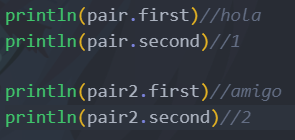 println(pair.first)//hola
println(pair.second)//1
println(pair2.first)//amigo
println(pair2.second)//2